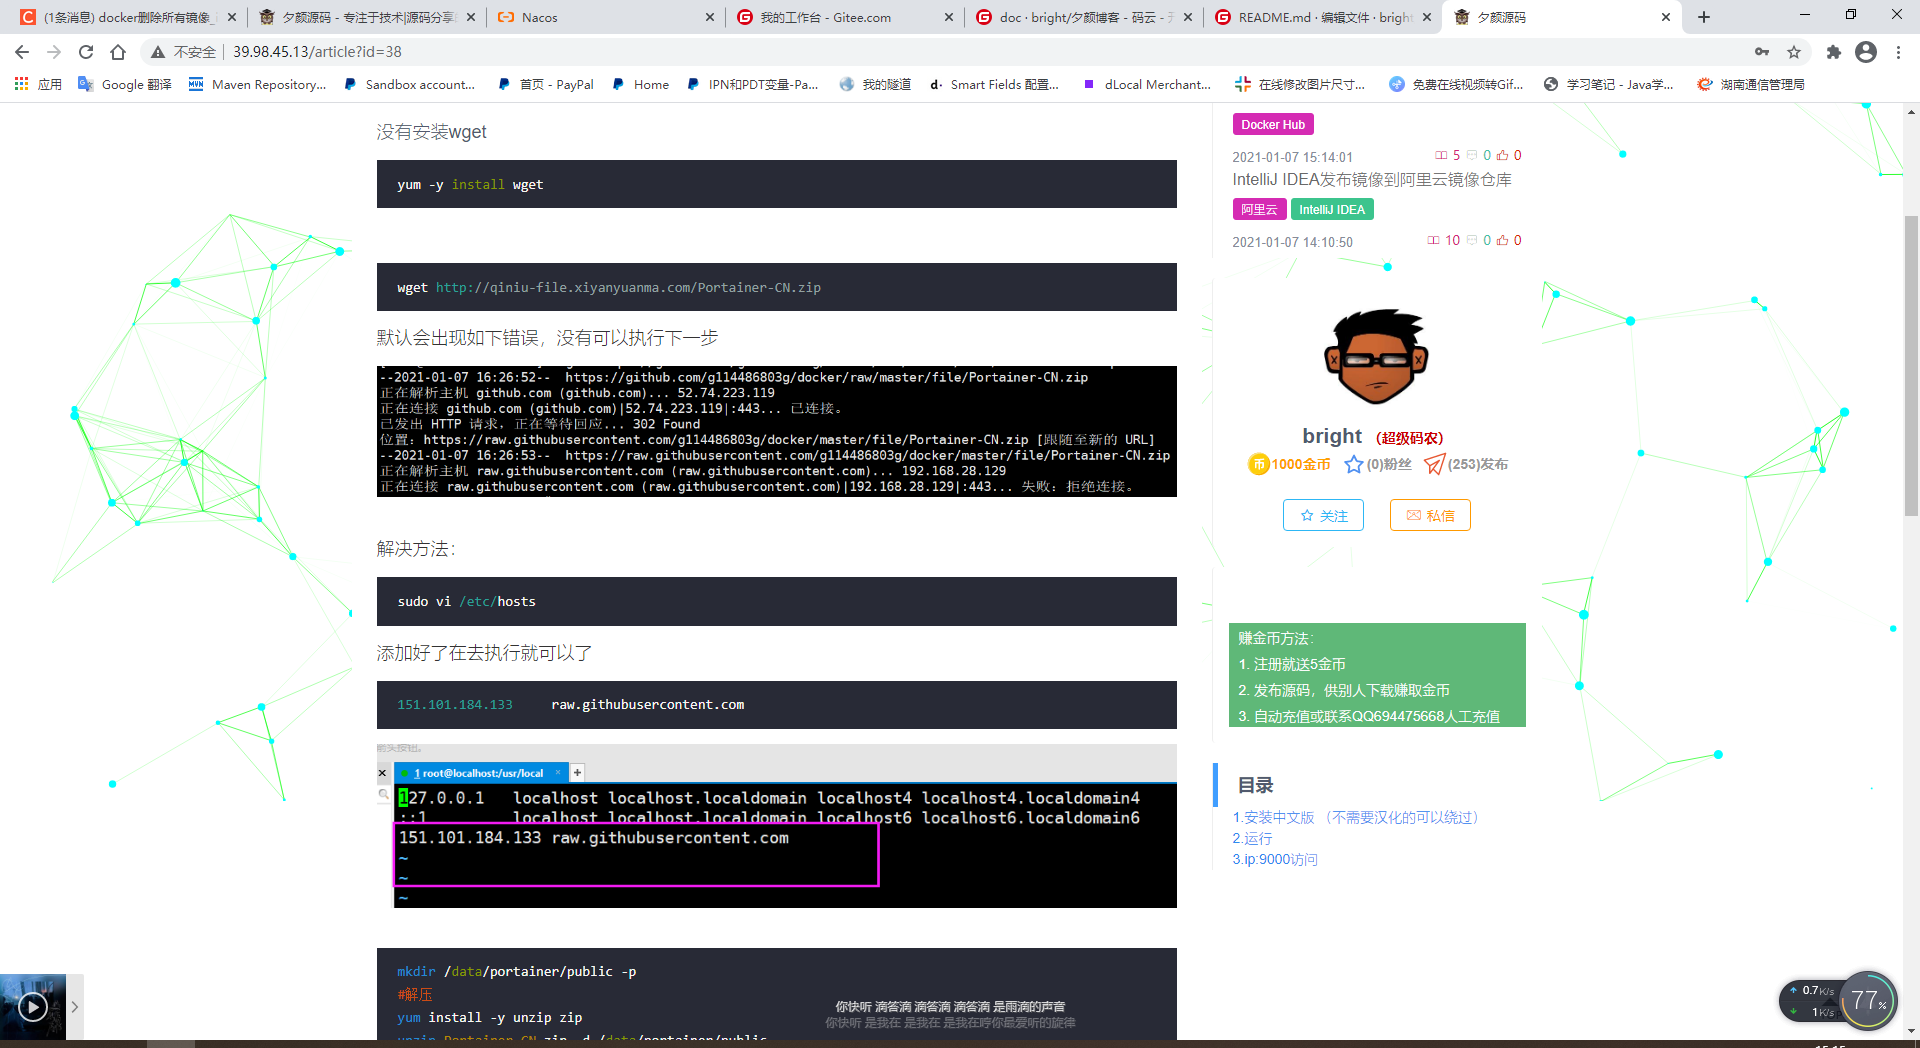 (1条消息) docker删除所有镜像_
夕颜源码 - 专注于技术|源码分享
Nacos
我的工作台 - Gitee.com
doc · bright/夕颜博客 - 码云 -
README.md · 编辑文件 · bright
夕颜源码
不安全 39.98.45.13/article?id=38
应用
Google 翻译
Maven Repository...
Sandbox account...
首页 - PayPal
Home
IPN和PDT变量-Pa...
我的隧道
d· Smart Fields 配置...
dLocal Merchant...
在线修改图片尺寸...
免费在线视频转Gif...
学习笔记 - Java学...
湖南通信管理局
没有安装wget
yum -y install wget
wget http://qiniu-file.xiyanyuanma.com/Portainer-CN.zip
默认会出现如下错误，没有可以执行下一步
--2021-01-07 16:26:52--  https://github.com/g114486803g/docker/raw/master/file/Portainer-CN.zip
正在解析主机 github.com (github.com)... 52.74.223.119
正在连接 github.com (github.com)|52.74.223.119|:443... 已连接。
已发出 HTTP 请求，正在等待回应... 302 Found
位置：https://raw.githubusercontent.com/g114486803g/docker/master/file/Portainer-CN.zip [跟随至新的 URL]
--2021-01-07 16:26:53--  https://raw.githubusercontent.com/g114486803g/docker/master/file/Portainer-CN.zip
正在解析主机 raw.githubusercontent.com (raw.githubusercontent.com)... 192.168.28.129
正在连接 raw.githubusercontent.com (raw.githubusercontent.com)|192.168.28.129|:443... 失败：拒绝连接。
解决方法：
sudo vi /etc/hosts
添加好了在去执行就可以了
151.101.184.133     raw.githubusercontent.com
箭头按钮。
1 root@localhost:/usr/local
127.0.0.1   localhost localhost.localdomain localhost4 localhost4.localdomain4
::1         localhost localhost.localdomain localhost6 localhost6.localdomain6
151.101.184.133 raw.githubusercontent.com
~
~
~
mkdir /data/portainer/public -p
#解压
yum install -y unzip zip
unzip Portainer-CN.zip -d /data/portainer/public
你快听 滴答滴 滴答滴 滴答滴 是雨滴的声音
你快听 是我在 是我在 是我在哼你最爱听的旋律
Docker Hub
2021-01-07 15:14:01 5 0 0
IntelliJ IDEA发布镜像到阿里云镜像仓库
阿里云 IntelliJ IDEA
2021-01-07 14:10:50 10 0 0
bright （超级码农）
币 1000金币 (0)粉丝 (253)发布
关注 私信
赚金币方法：
1. 注册就送5金币
2. 发布源码，供别人下载赚取金币
3. 自动充值或联系QQ694475668人工充值
目录
1.安装中文版 （不需要汉化的可以绕过）
2.运行
3.ip:9000访问
0.7K/s
1K/s
77%